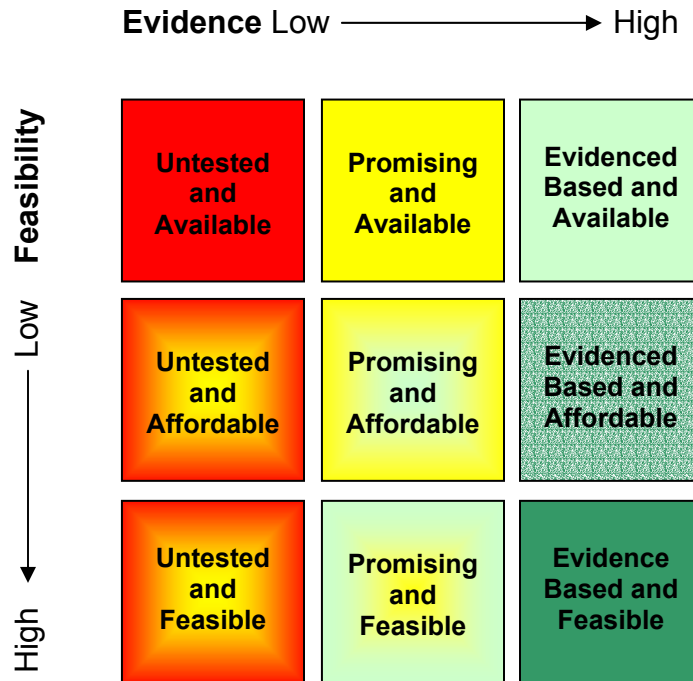 Evidence Low High
Feasibility
Low
High
Untested
and
Available
Promising
and
Available
Evidenced
Based and
Available
Untested
and
Affordable
Promising
and
Affordable
Evidenced
Based and
Affordable
Untested
and
Feasible
Promising
and
Feasible
Evidence
Based and
Feasible